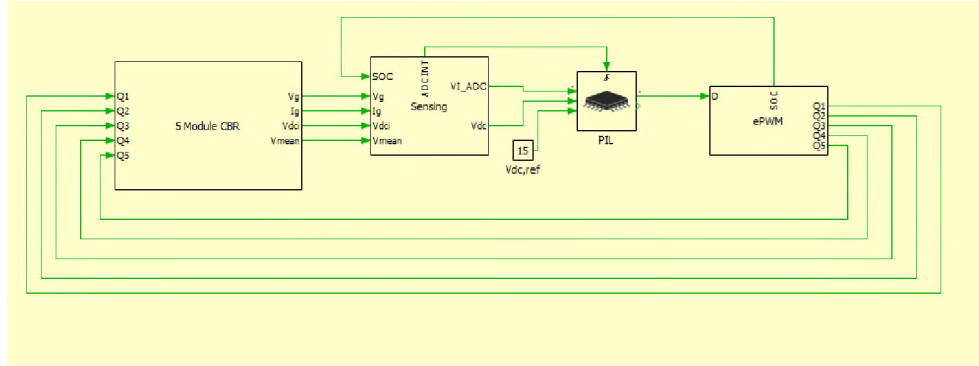 Q1
Q2
Q3
Q4
Q5
5 Module CBR
Vg
Ig
Vdci
Vmean
SOC
Vg
Ig
Vdci
Vmean
ADCINT
Sensing
VI_ADC
Vdc
15
Vdc,ref
PIL
D
SOC
ePWM
Q1
Q2
Q3
Q4
Q5